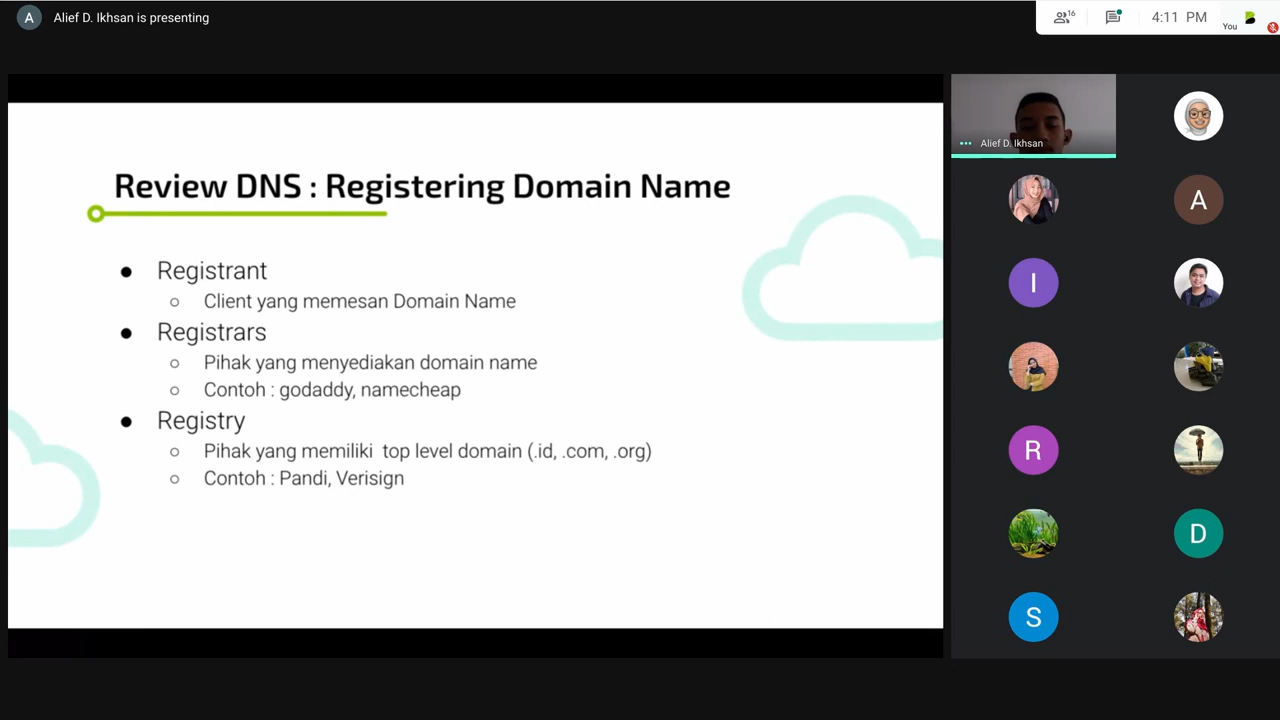 A
Alief D. Ikhsan is presenting
16
4:11 PM
You
Review DNS : Registering Domain Name
● Registrant
○ Client yang memesan Domain Name
● Registrars
○ Pihak yang menyediakan domain name
○ Contoh : godaddy, namecheap
● Registry
○ Pihak yang memiliki top level domain (.id, .com, .org)
○ Contoh : Pandi, Verisign
Alief D. Ikhsan
A
I
R
D
S